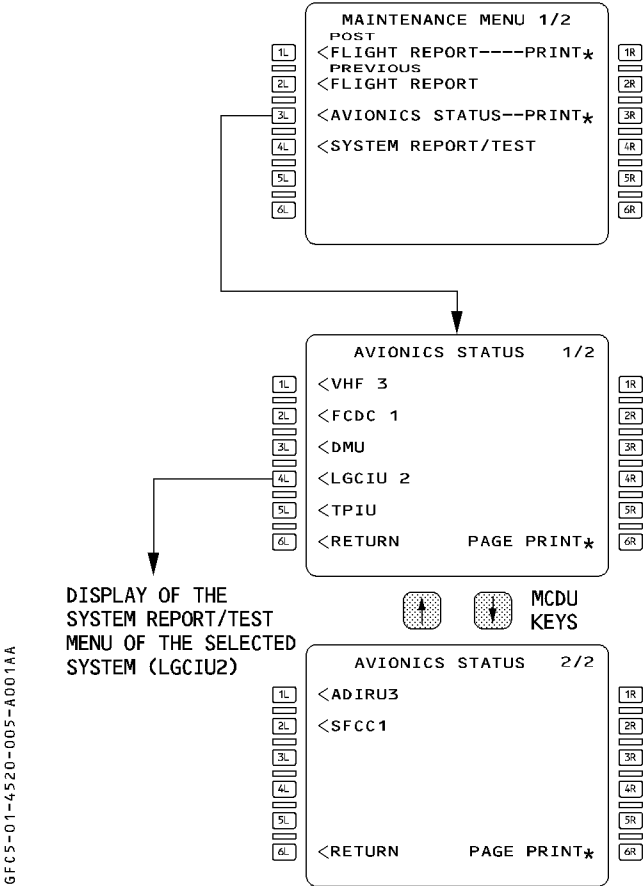 MAINTENANCE MENU 1/2
POST
1L <FLIGHT REPORT----PRINT* 1R
PREVIOUS
2L <FLIGHT REPORT 2R
3L <AVIONICS STATUS--PRINT* 3R
4L <SYSTEM REPORT/TEST 4R
5L 5R
6L 6R
AVIONICS STATUS 1/2
1L <VHF 3 1R
2L <FCDC 1 2R
3L <DMU 3R
4L <LGCIU 2 4R
5L <TPIU 5R
6L <RETURN PAGE PRINT* 6R
DISPLAY OF THE
SYSTEM REPORT/TEST
MENU OF THE SELECTED
SYSTEM (LGCIU2)
MCDU
KEYS
AVIONICS STATUS 2/2
1L <ADIRU3 1R
2L <SFCC1 2R
3L 3R
4L 4R
5L 5R
6L <RETURN PAGE PRINT* 6R
GFC5-01-4520-005-A001AA